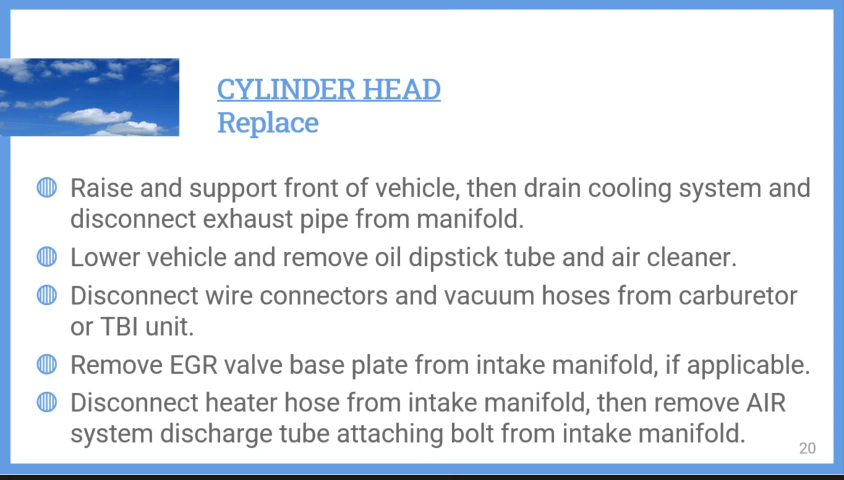 CYLINDER HEAD
Replace
Raise and support front of vehicle, then drain cooling system and
disconnect exhaust pipe from manifold.
Lower vehicle and remove oil dipstick tube and air cleaner.
Disconnect wire connectors and vacuum hoses from carburetor
or TBI unit.
Remove EGR valve base plate from intake manifold, if applicable.
Disconnect heater hose from intake manifold, then remove AIR
system discharge tube attaching bolt from intake manifold.
20